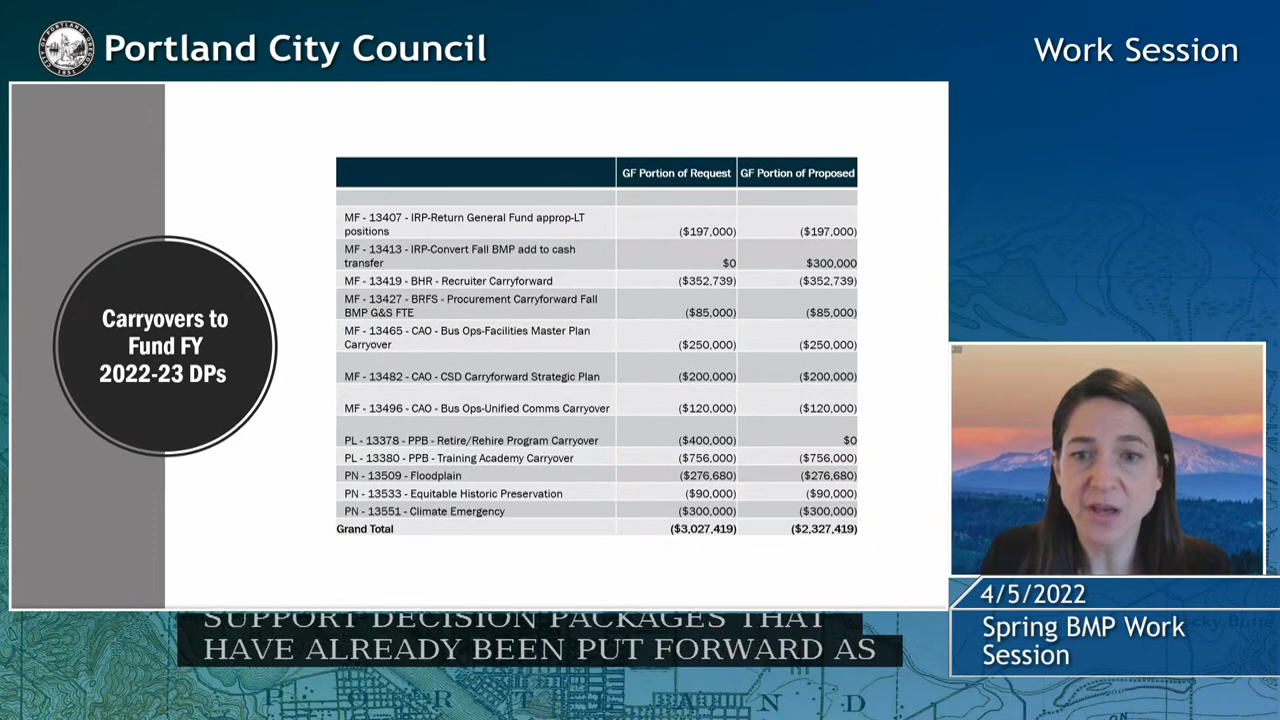 Portland City Council
Work Session
GF Portion of Request GF Portion of Proposed
MF - 13407 - IRP-Return General Fund approp-LT
positions ($197,000) ($197,000)
MF - 13413 - IRP-Convert Fall BMP add to cash
transfer $0 $300,000
MF - 13419 - BHR - Recruiter Carryforward ($352,739) ($352,739)
MF - 13427 - BRFS - Procurement Carryforward Fall
BMP G&S FTE ($85,000) ($85,000)
MF - 13465 - CAO - Bus Ops-Facilities Master Plan
Carryover ($250,000) ($250,000)
MF - 13482 - CAO - CSD Carryforward Strategic Plan ($200,000) ($200,000)
MF - 13496 - CAO - Bus Ops-Unified Comms Carryover ($120,000) ($120,000)
PL - 13378 - PPB - Retire/Rehire Program Carryover ($400,000) $0
PL - 13380 - PPB - Training Academy Carryover ($756,000) ($756,000)
PN - 13509 - Floodplain ($276,680) ($276,680)
PN - 13533 - Equitable Historic Preservation ($90,000) ($90,000)
PN - 13551 - Climate Emergency ($300,000) ($300,000)
Grand Total ($3,027,419) ($2,327,419)
Carryovers to
Fund FY
2022-23 DPs
4/5/2022
Spring BMP Work
Session
SUPPORT DECISION PACKAGES THAT
HAVE ALREADY BEEN PUT FORWARD AS
P O R T L A N D